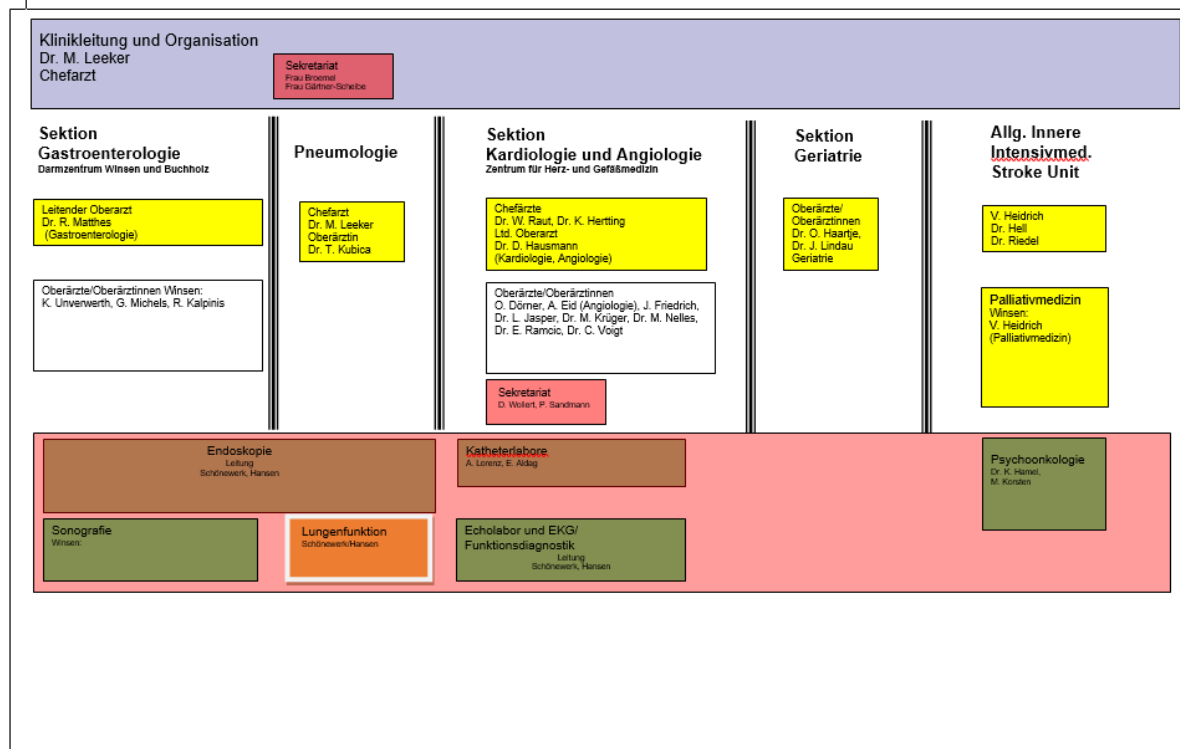 Klinikleitung und Organisation
Dr. M. Leeker
Chefarzt
Sekretariat
Frau Broemel
Frau Gärtner-Scheibe
Sektion
Gastroenterologie
Darmzentrum Winsen und Buchholz
Leitender Oberarzt
Dr. R. Matthes
(Gastroenterologie)
Oberärzte/Oberärztinnen Winsen:
K. Unverwerth, G. Michels, R. Kalpinis
Pneumologie
Chefarzt
Dr. M. Leeker
Oberärztin
Dr. T. Kubica
Sektion
Kardiologie und Angiologie
Zentrum für Herz- und Gefäßmedizin
Chefärzte
Dr. W. Raut, Dr. K. Hertting
Ltd. Oberarzt
Dr. D. Hausmann
(Kardiologie, Angiologie)
Oberärzte/Oberärztinnen
O. Dörner, A. Eid (Angiologie), J. Friedrich,
Dr. L. Jasper, Dr. M. Krüger, Dr. M. Nelles,
Dr. E. Ramcic, Dr. C. Voigt
Sekretariat
D. Wollert, P. Sandmann
Sektion
Geriatrie
Oberärzte/
Oberärztinnen
Dr. O. Haartje,
Dr. J. Lindau
Geriatrie
Allg. Innere
Intensivmed.
Stroke Unit
V. Heidrich
Dr. Hell
Dr. Riedel
Palliativmedizin
Winsen:
V. Heidrich
(Palliativmedizin)
Endoskopie
Leitung
Schönewerk, Hansen
Katheterlabore
A. Lorenz, E. Aldag
Psychoonkologie
Dr. K. Hamel,
M. Korsten
Sonografie
Winsen:
Lungenfunktion
Schönewerk/Hansen
Echolabor und EKG/
Funktionsdiagnostik
Leitung
Schönewerk, Hansen